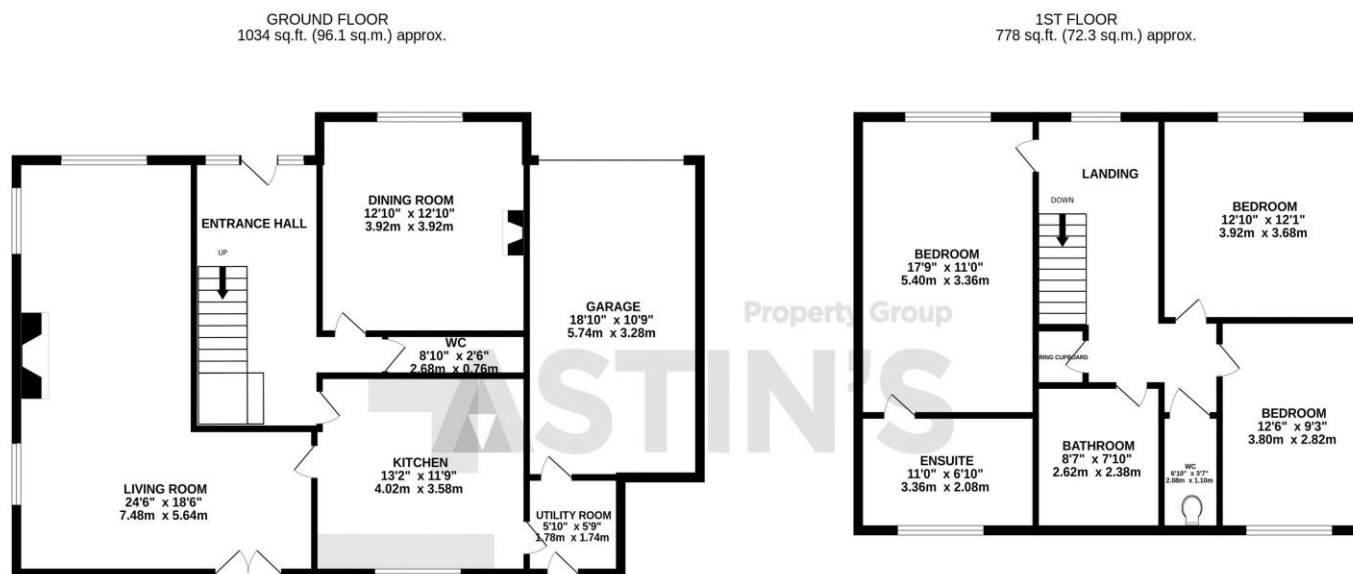 GROUND FLOOR
1034 sq.ft. (96.1 sq.m.) approx.
DINING ROOM
12'10" x 12'10"
3.92m x 3.92m
ENTRANCE HALL
UP
GARAGE
18'10" x 10'9"
5.74m x 3.28m
WC
8'10" x 2'6"
2.68m x 0.76m
KITCHEN
13'2" x 11'9"
4.02m x 3.58m
LIVING ROOM
24'6" x 18'6"
7.48m x 5.64m
UTILITY ROOM
5'10" x 5'9"
1.78m x 1.74m
1ST FLOOR
778 sq.ft. (72.3 sq.m.) approx.
LANDING
DOWN
BEDROOM
12'10" x 12'1"
3.92m x 3.68m
BEDROOM
17'9" x 11'0"
5.40m x 3.36m
RING CUPBOARD
BEDROOM
12'6" x 9'3"
3.80m x 2.82m
BATHROOM
8'7" x 7'10"
2.62m x 2.38m
ENSUITE
11'0" x 6'10"
3.36m x 2.08m
WC
6'10" x 3'7"
2.08m x 1.10m
Property Group
ASTIN'S